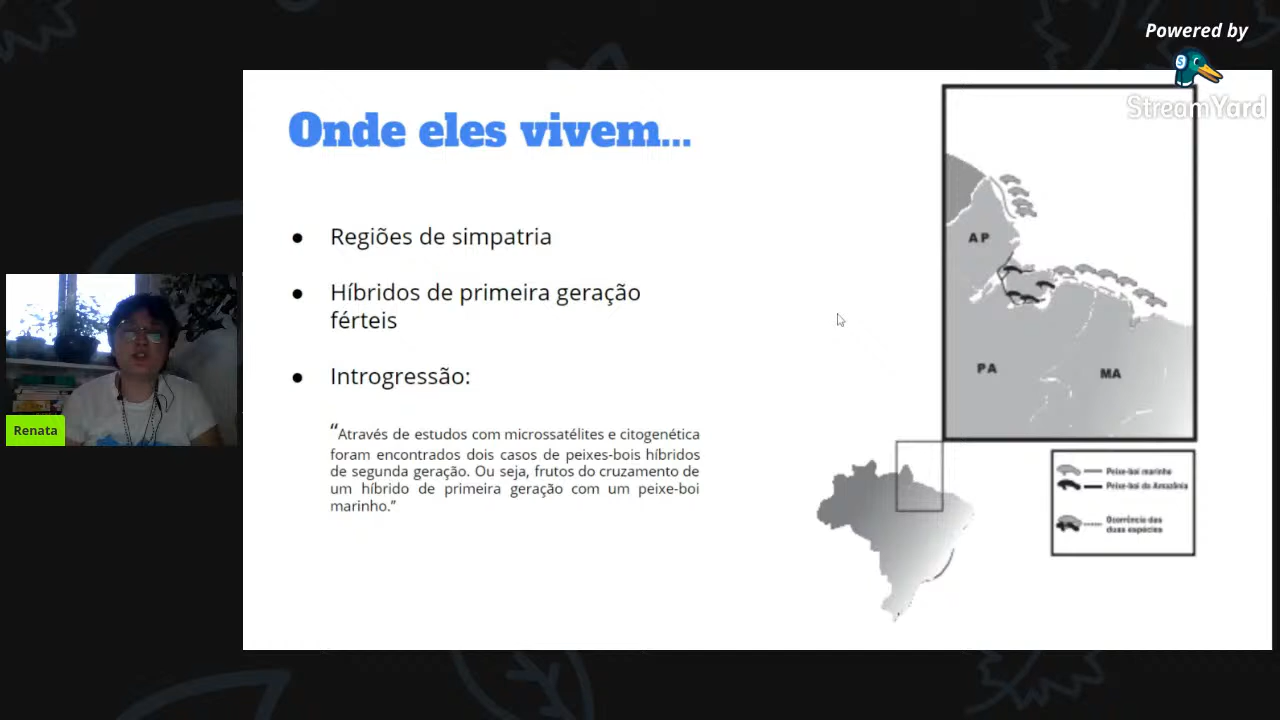 Powered by
StreamYard
Onde eles vivem...
Regiões de simpatria
Híbridos de primeira geração
férteis
Introgressão:
“Através de estudos com microssatélites e citogenética
foram encontrados dois casos de peixes-bois híbridos
de segunda geração. Ou seja, frutos do cruzamento de
um híbrido de primeira geração com um peixe-boi
marinho.”
AP
PA
MA
Peixe-boi marinho
Peixe-boi da Amazônia
Ocorrência das
duas espécies
Renata